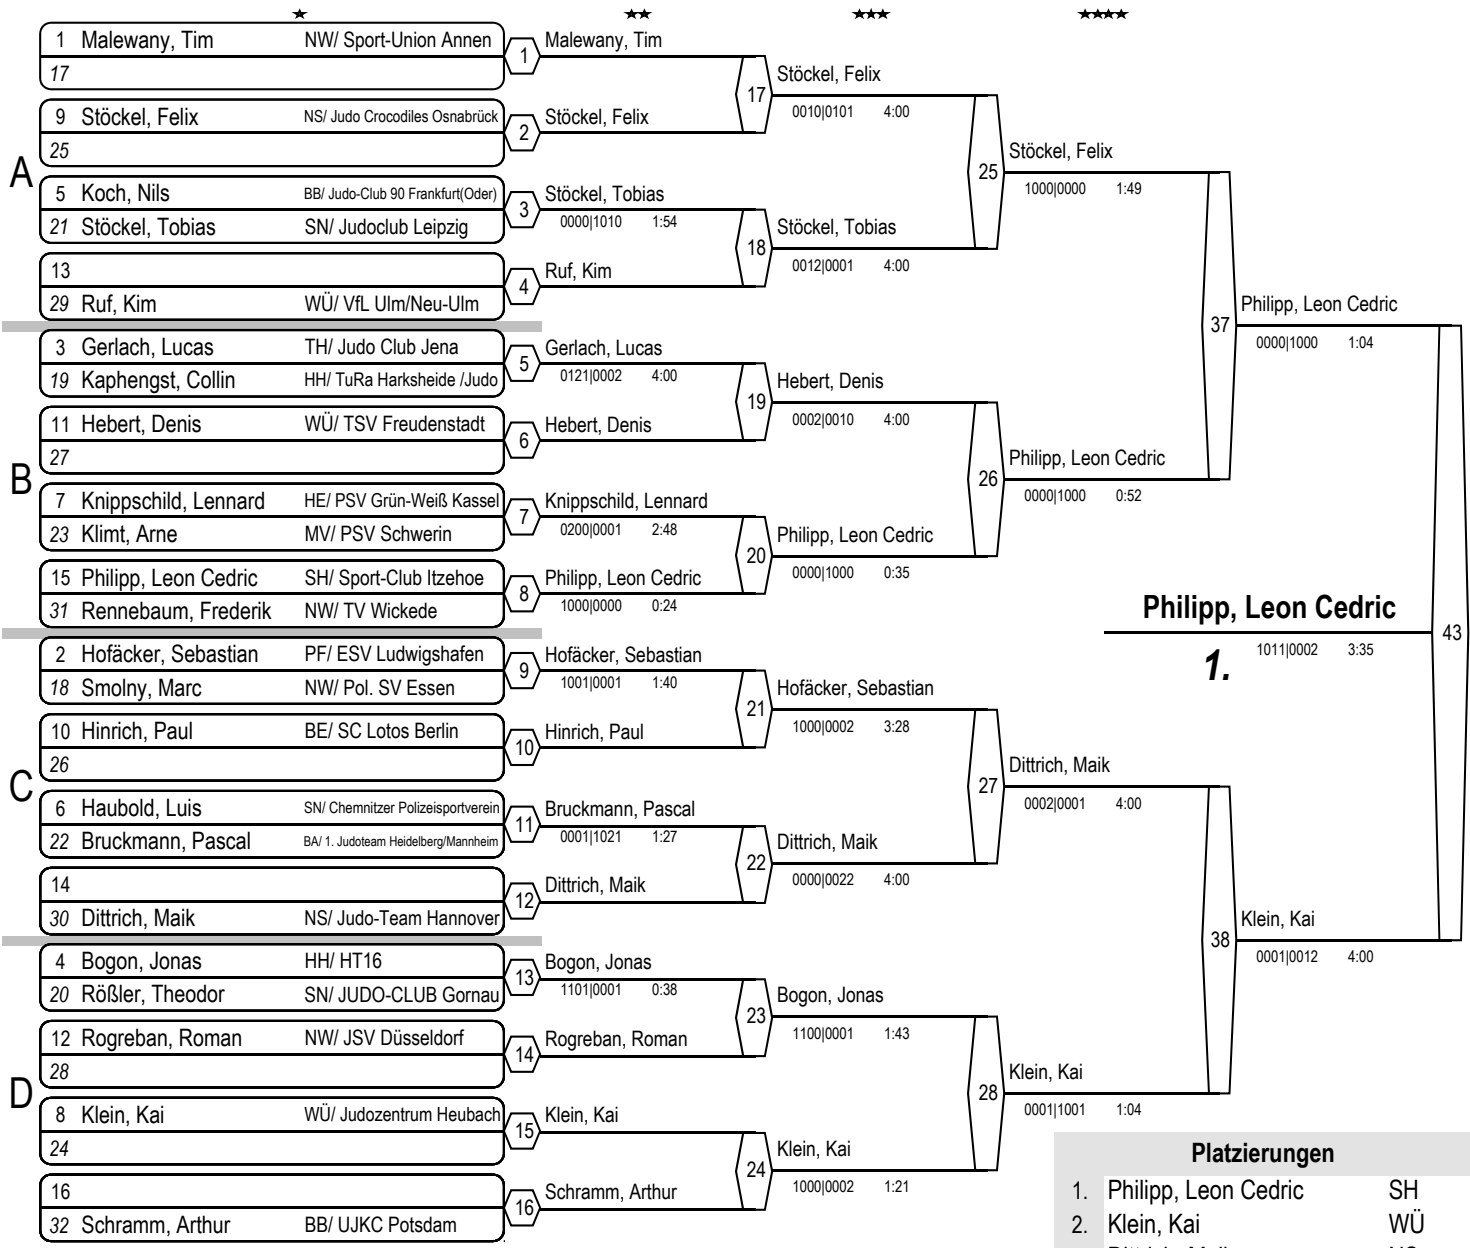 ★ ★★ ★★★ ★★★★
A
1 Malewany, Tim NW/ Sport-Union Annen
17
9 Stöckel, Felix NS/ Judo Crocodiles Osnabrück
25
5 Koch, Nils BB/ Judo-Club 90 Frankfurt(Oder)
21 Stöckel, Tobias SN/ Judoclub Leipzig
13
29 Ruf, Kim WÜ/ VfL Ulm/Neu-Ulm
B
3 Gerlach, Lucas TH/ Judo Club Jena
19 Kaphengst, Collin HH/ TuRa Harksheide /Judo
11 Hebert, Denis WÜ/ TSV Freudenstadt
27
7 Knippschild, Lennard HE/ PSV Grün-Weiß Kassel
23 Klimt, Arne MV/ PSV Schwerin
15 Philipp, Leon Cedric SH/ Sport-Club Itzehoe
31 Rennebaum, Frederik NW/ TV Wickede
C
2 Hofäcker, Sebastian PF/ ESV Ludwigshafen
18 Smolny, Marc NW/ Pol. SV Essen
10 Hinrich, Paul BE/ SC Lotos Berlin
26
6 Haubold, Luis SN/ Chemnitzer Polizeisportverein
22 Bruckmann, Pascal BA/ 1. Judoteam Heidelberg/Mannheim
14
30 Dittrich, Maik NS/ Judo-Team Hannover
D
4 Bogon, Jonas HH/ HT16
20 Rößler, Theodor SN/ JUDO-CLUB Gornau
12 Rogreban, Roman NW/ JSV Düsseldorf
28
8 Klein, Kai WÜ/ Judozentrum Heubach
24
16
32 Schramm, Arthur BB/ UJKC Potsdam
1 Malewany, Tim
2 Stöckel, Felix
3 Stöckel, Tobias
0000|1010 1:54
4 Ruf, Kim
5 Gerlach, Lucas
0121|0002 4:00
6 Hebert, Denis
7 Knippschild, Lennard
0200|0001 2:48
8 Philipp, Leon Cedric
1000|0000 0:24
9 Hofäcker, Sebastian
1001|0001 1:40
10 Hinrich, Paul
11 Bruckmann, Pascal
0001|1021 1:27
12 Dittrich, Maik
13 Bogon, Jonas
1101|0001 0:38
14 Rogreban, Roman
15 Klein, Kai
16 Schramm, Arthur
17 Stöckel, Felix
0010|0101 4:00
18 Stöckel, Tobias
0012|0001 4:00
19 Hebert, Denis
0002|0010 4:00
20 Philipp, Leon Cedric
0000|1000 0:35
21 Hofäcker, Sebastian
1000|0002 3:28
22 Dittrich, Maik
0000|0022 4:00
23 Bogon, Jonas
1100|0001 1:43
24 Klein, Kai
1000|0002 1:21
25 Stöckel, Felix
1000|0000 1:49
26 Philipp, Leon Cedric
0000|1000 0:52
27 Dittrich, Maik
0002|0001 4:00
28 Klein, Kai
0001|1001 1:04
37 Philipp, Leon Cedric
0000|1000 1:04
38 Klein, Kai
0001|0012 4:00
43
Philipp, Leon Cedric
1. 1011|0002 3:35
Platzierungen
1. Philipp, Leon Cedric SH
2. Klein, Kai WÜ